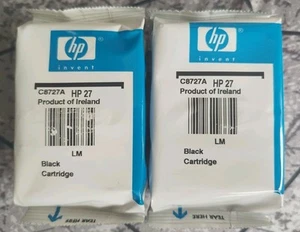 hp
invent
C8727A HP 27
Product of Ireland
LM
Black
Cartridge
TEAR HERE
hp
invent
C8727A HP 27
Product of Ireland
LM
Black
Cartridge
TEAR HERE